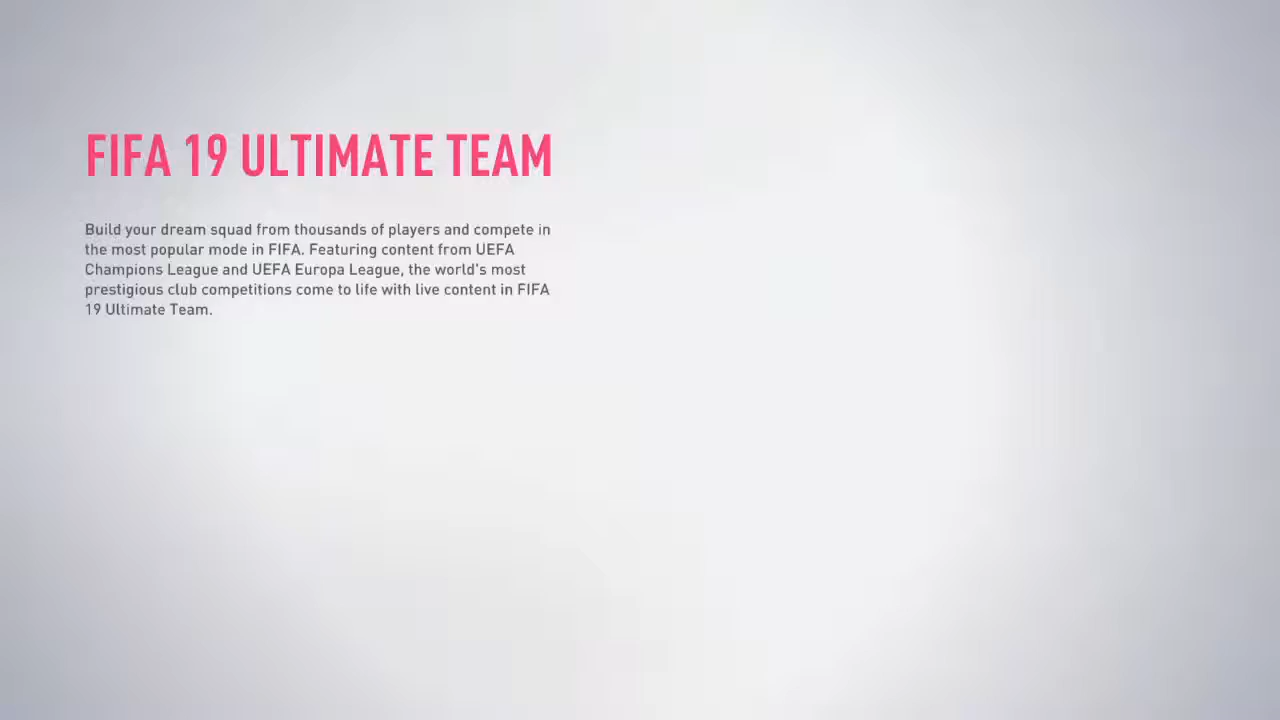 FIFA 19 ULTIMATE TEAM
Build your dream squad from thousands of players and compete in
the most popular mode in FIFA. Featuring content from UEFA
Champions League and UEFA Europa League, the world's most
prestigious club competitions come to life with live content in FIFA
19 Ultimate Team.